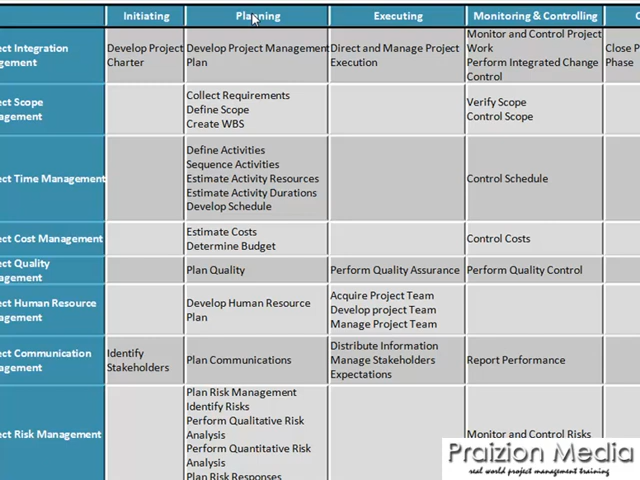 Initiating Planning Executing Monitoring & Controlling C
ect Integration
gement
Develop Project
Charter
Develop Project Management
Plan
Direct and Manage Project
Execution
Monitor and Control Project
Work
Perform Integrated Change
Control
Close P
Phase
ect Scope
agement
Collect Requirements
Define Scope
Create WBS
Verify Scope
Control Scope
ect Time Management
Define Activities
Sequence Activities
Estimate Activity Resources
Estimate Activity Durations
Develop Schedule
Control Schedule
ect Cost Management
Estimate Costs
Determine Budget
Control Costs
ect Quality
agement
Plan Quality
Perform Quality Assurance
Perform Quality Control
ect Human Resource
agement
Develop Human Resource
Plan
Acquire Project Team
Develop project Team
Manage Project Team
ect Communication
agement
Identify
Stakeholders
Plan Communications
Distribute Information
Manage Stakeholders
Expectations
Report Performance
ect Risk Management
Plan Risk Management
Identify Risks
Perform Qualitative Risk
Analysis
Perform Quantitative Risk
Analysis
Plan Risk Responses
Monitor and Control Risks
Praizion Media
real world project management training